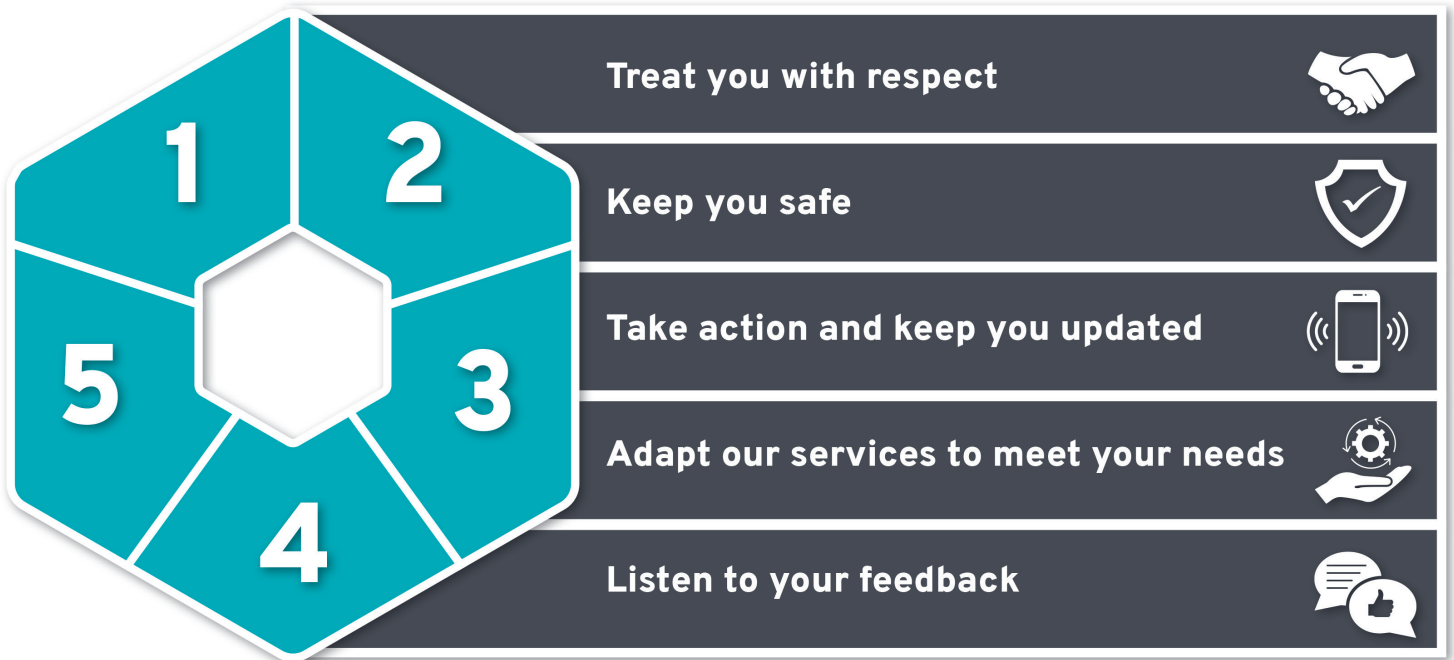 1
2
3
4
5
Treat you with respect
Keep you safe
Take action and keep you updated
Adapt our services to meet your needs
Listen to your feedback